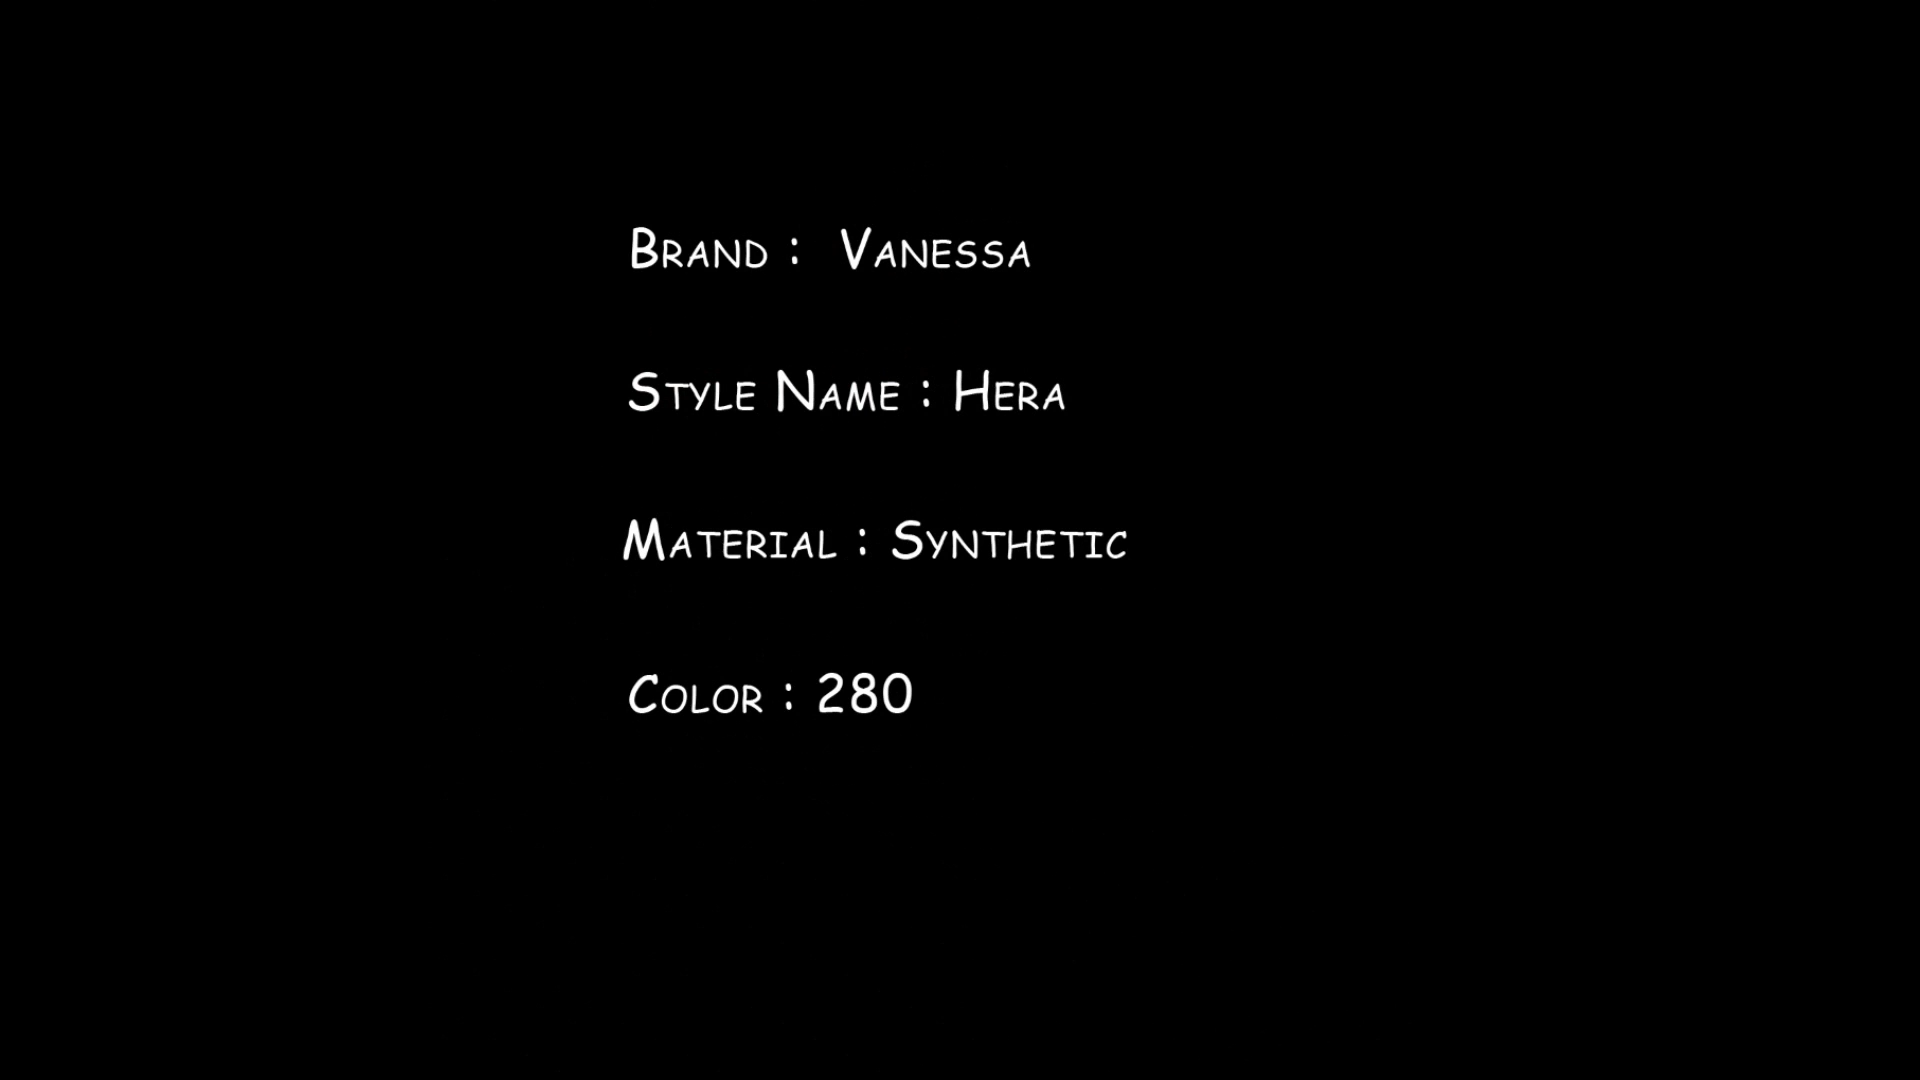 Brand :  Vanessa
Style Name : Hera
Material : Synthetic
Color : 280